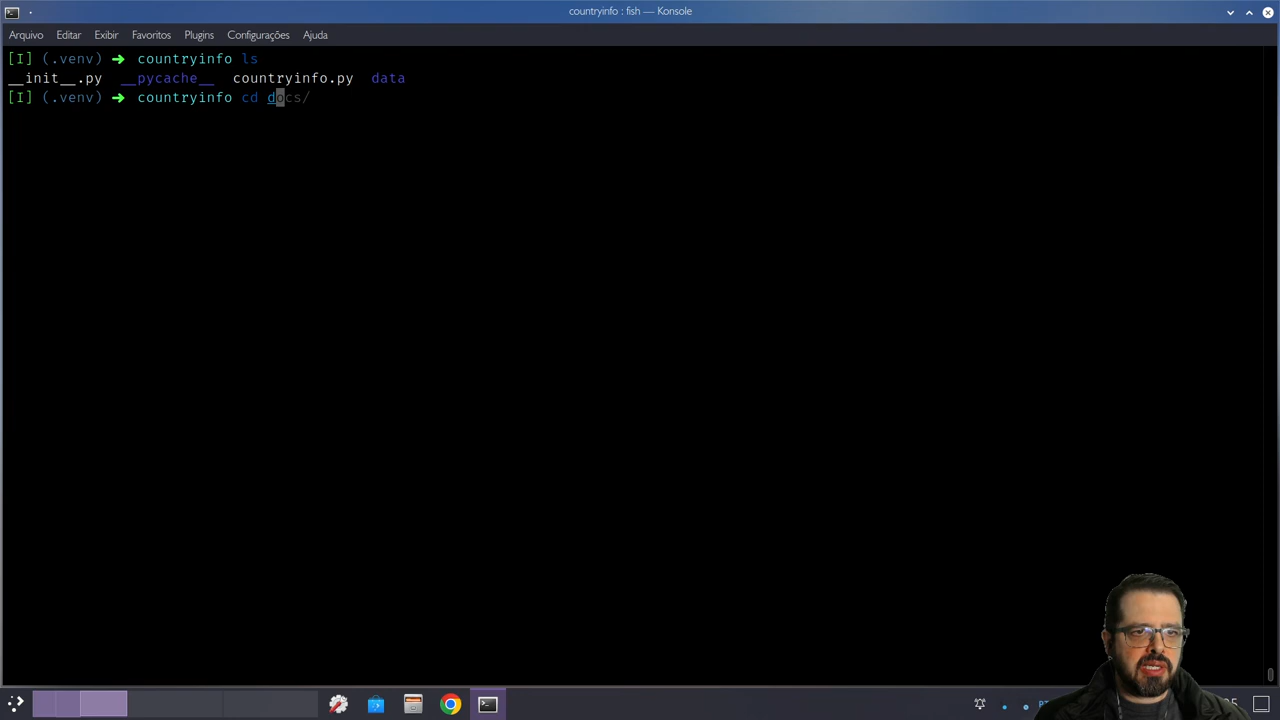 countryinfo : fish — Konsole
Arquivo Editar Exibir Favoritos Plugins Configurações Ajuda
[I] (.venv) ➜ countryinfo ls
__init__.py __pycache__ countryinfo.py data
[I] (.venv) ➜ countryinfo cd docs/